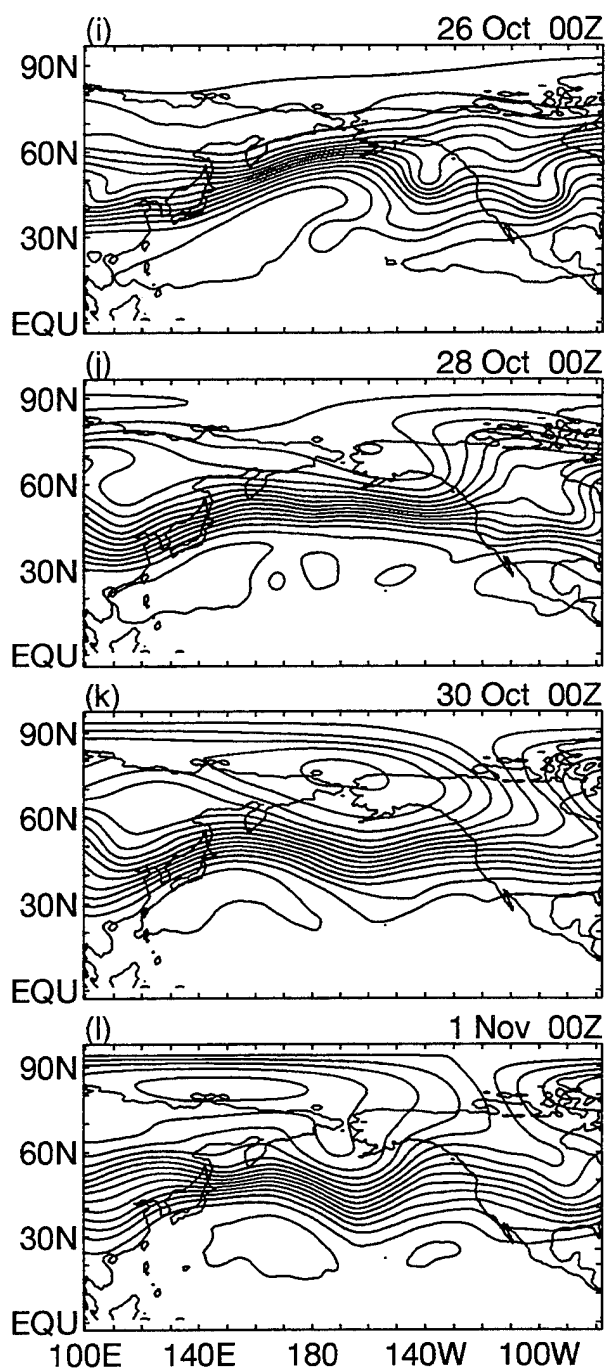 (i) 26 Oct 00Z
90N
60N
30N
EQU
(j) 28 Oct 00Z
90N
60N
30N
EQU
(k) 30 Oct 00Z
90N
60N
30N
EQU
(l) 1 Nov 00Z
90N
60N
30N
EQU
100E 140E 180 140W 100W